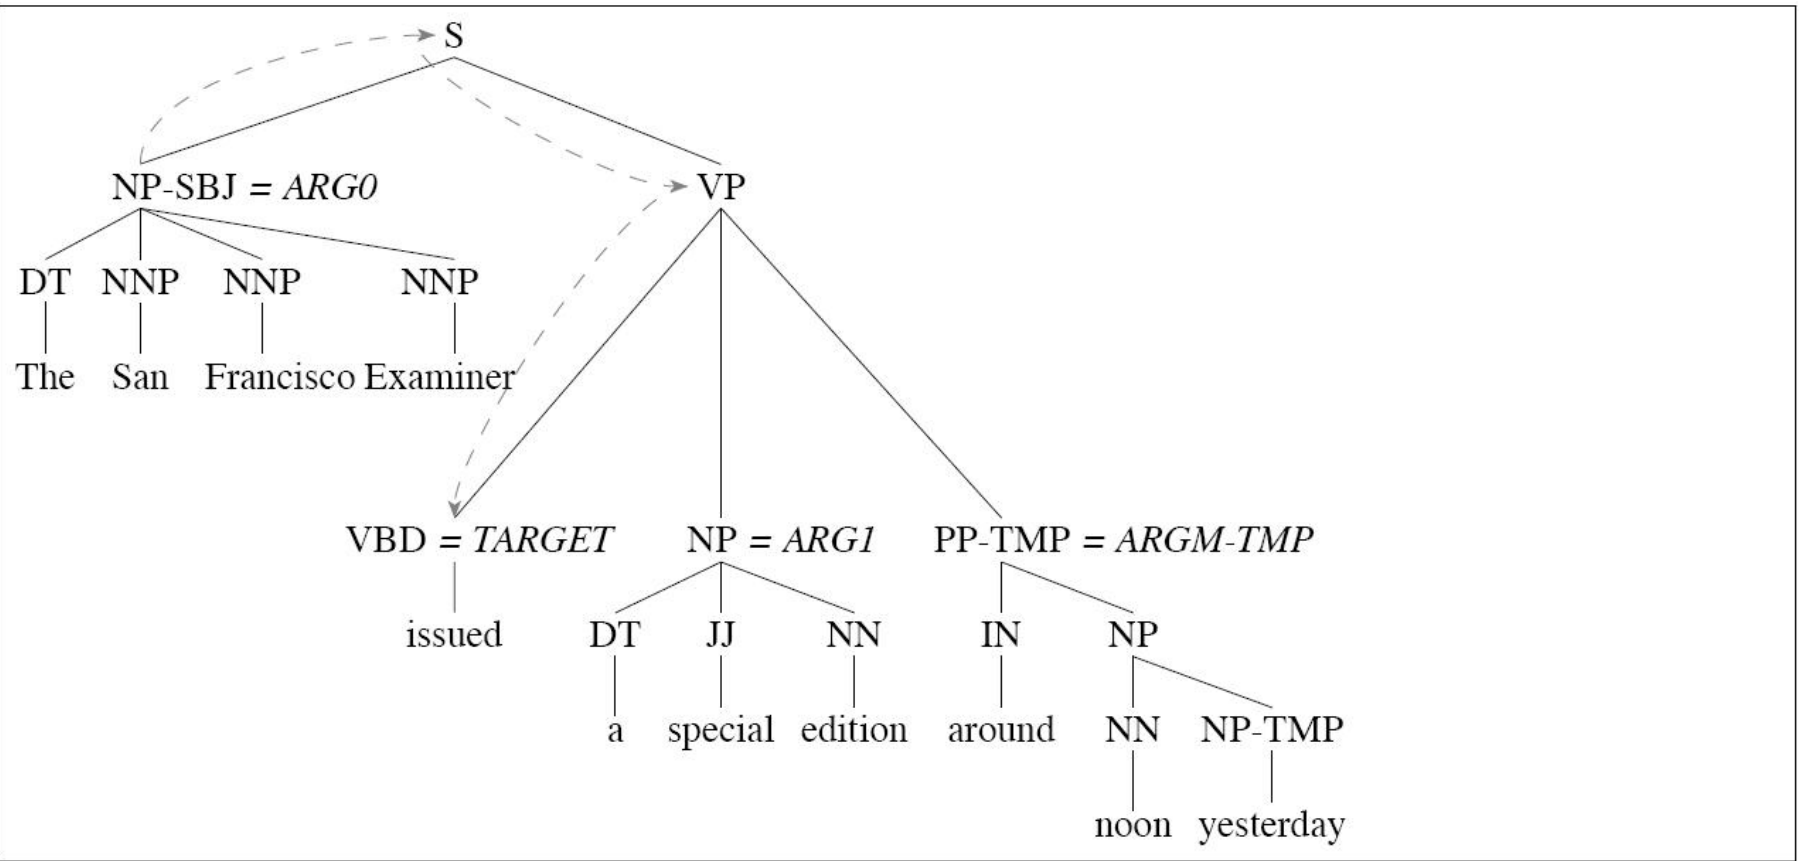 S
NP-SBJ = ARG0 VP
DT NNP NNP NNP
The San Francisco Examiner
VBD = TARGET NP = ARG1 PP-TMP = ARGM-TMP
issued DT JJ NN IN NP
a special edition around NN NP-TMP
noon yesterday